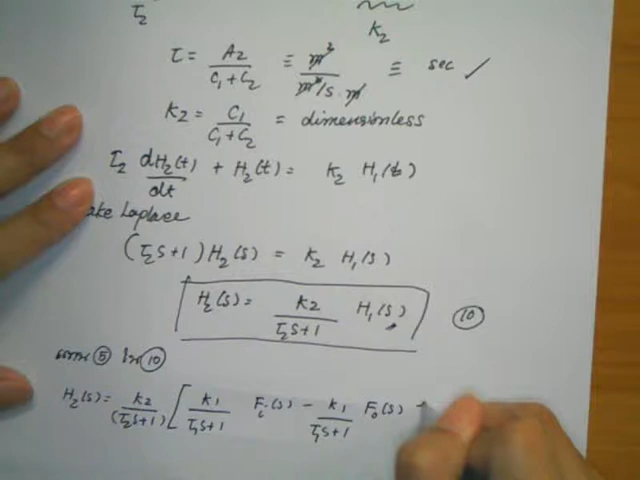 τ2
K2
τ = A2/(C1 + C2) ≡ m²/(m³/s·m) ≡ sec ✓
K2 = C1/(C1 + C2) = dimensionless
τ2 dH2(t)/dt + H2(t) = K2 H1(t)
ake Laplace
(τ2s+1) H2(s) = K2 H1(s)
H2(s) = K2/(τ2s+1) H1(s) (10)
(5) In (10)
H2(s) = K2/(τ2s+1) [ K1/(τ1s+1) Fi(s) − K1/(τ1s+1) Fo(s)